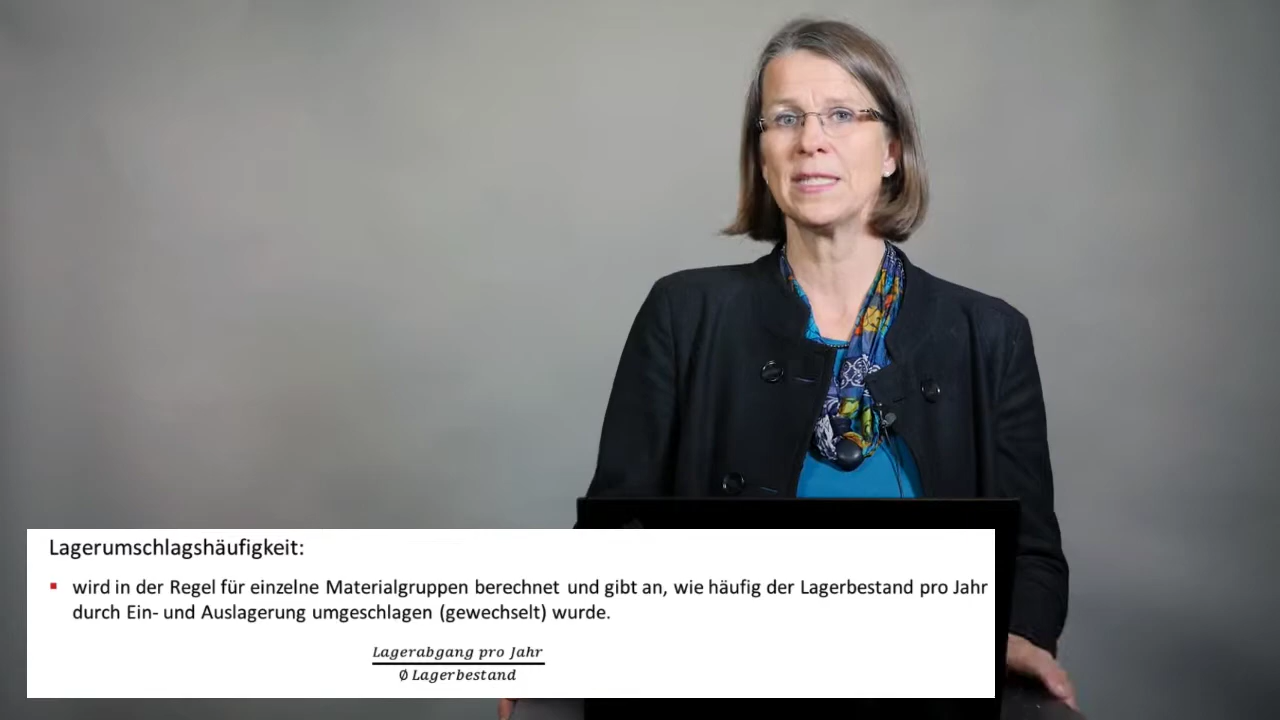 Lagerumschlagshäufigkeit:
▪ wird in der Regel für einzelne Materialgruppen berechnet und gibt an, wie häufig der Lagerbestand pro Jahr
durch Ein- und Auslagerung umgeschlagen (gewechselt) wurde.
Lagerabgang pro Jahr
Ø Lagerbestand